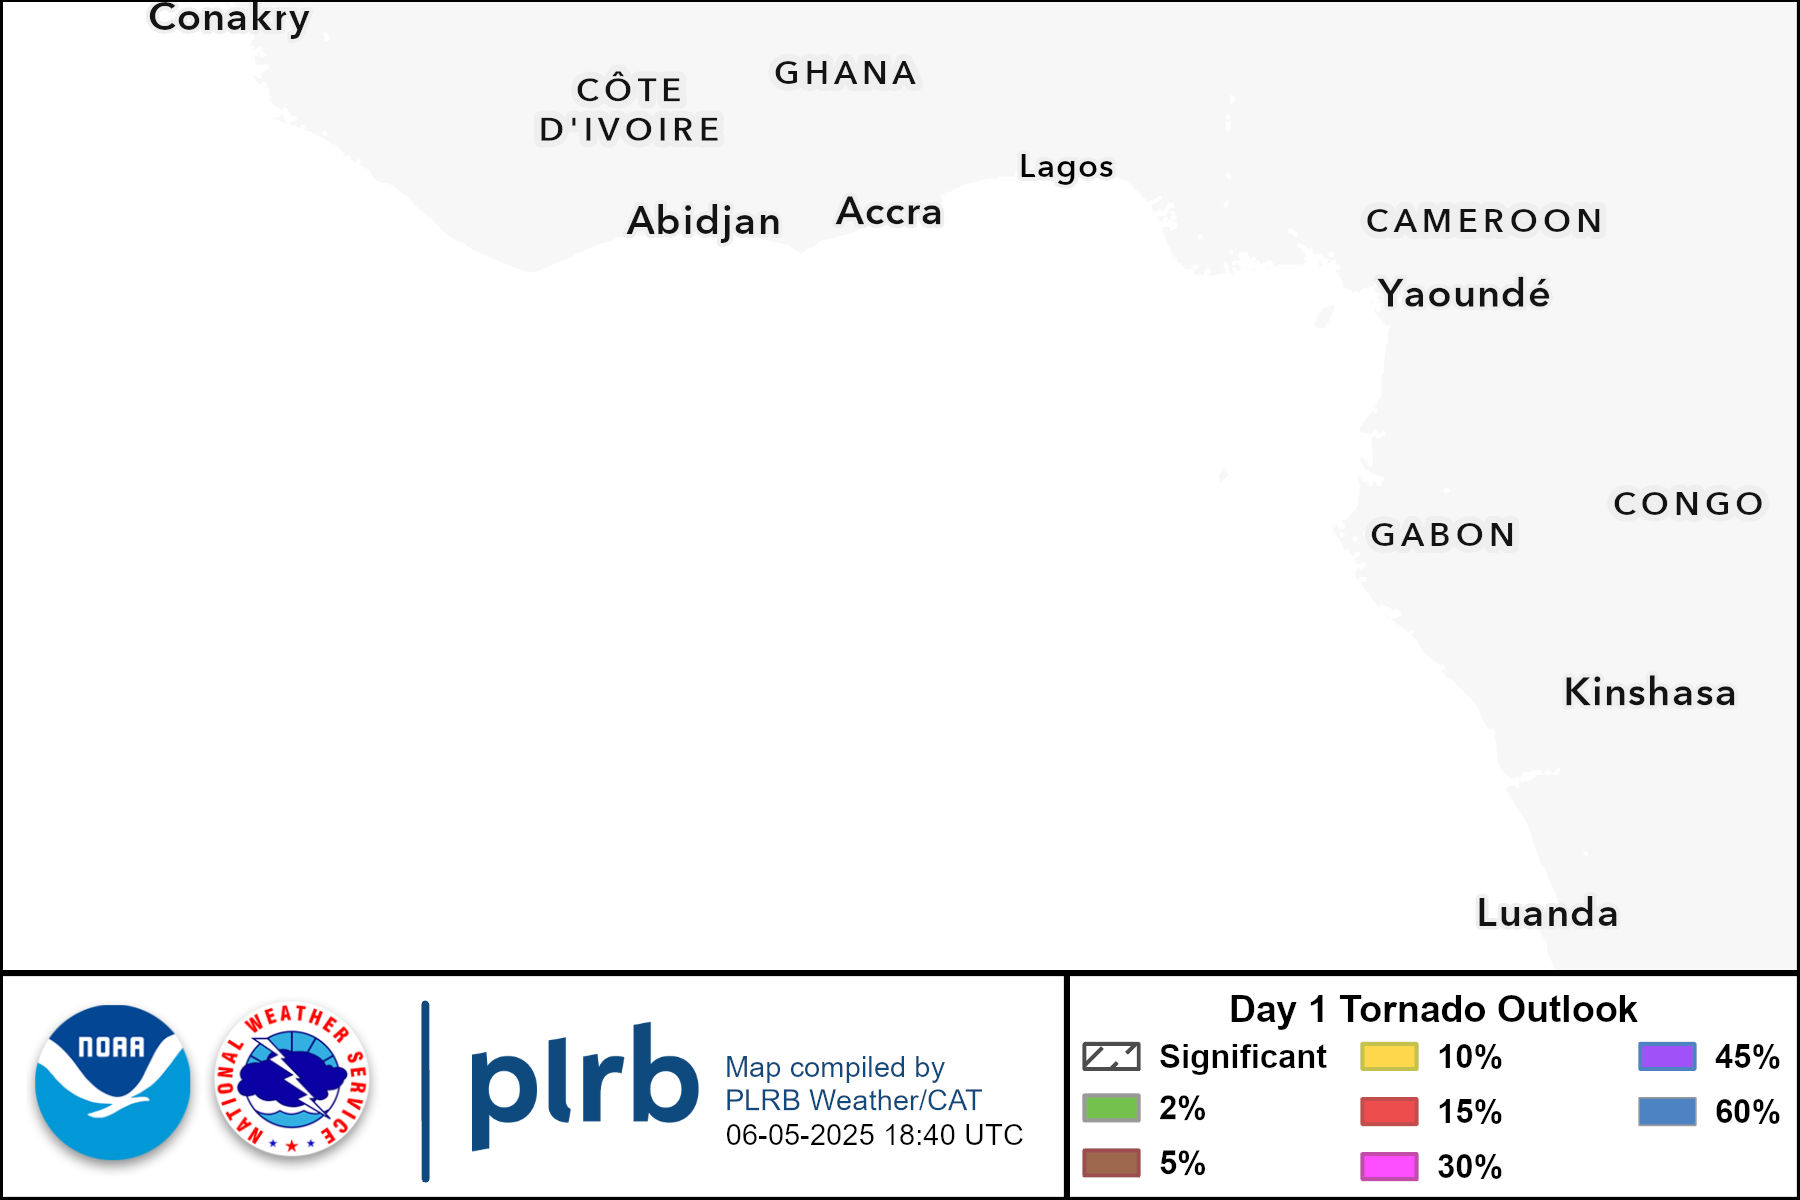 Conakry
GHANA
CÔTE
D'IVOIRE
Lagos
Abidjan
Accra
CAMEROON
Yaoundé
CONGO
GABON
Kinshasa
Luanda
NOAA
NATIONAL WEATHER SERVICE
plrb
Map compiled by
PLRB Weather/CAT
06-05-2025 18:40 UTC
Day 1 Tornado Outlook
Significant
2%
5%
10%
15%
30%
45%
60%